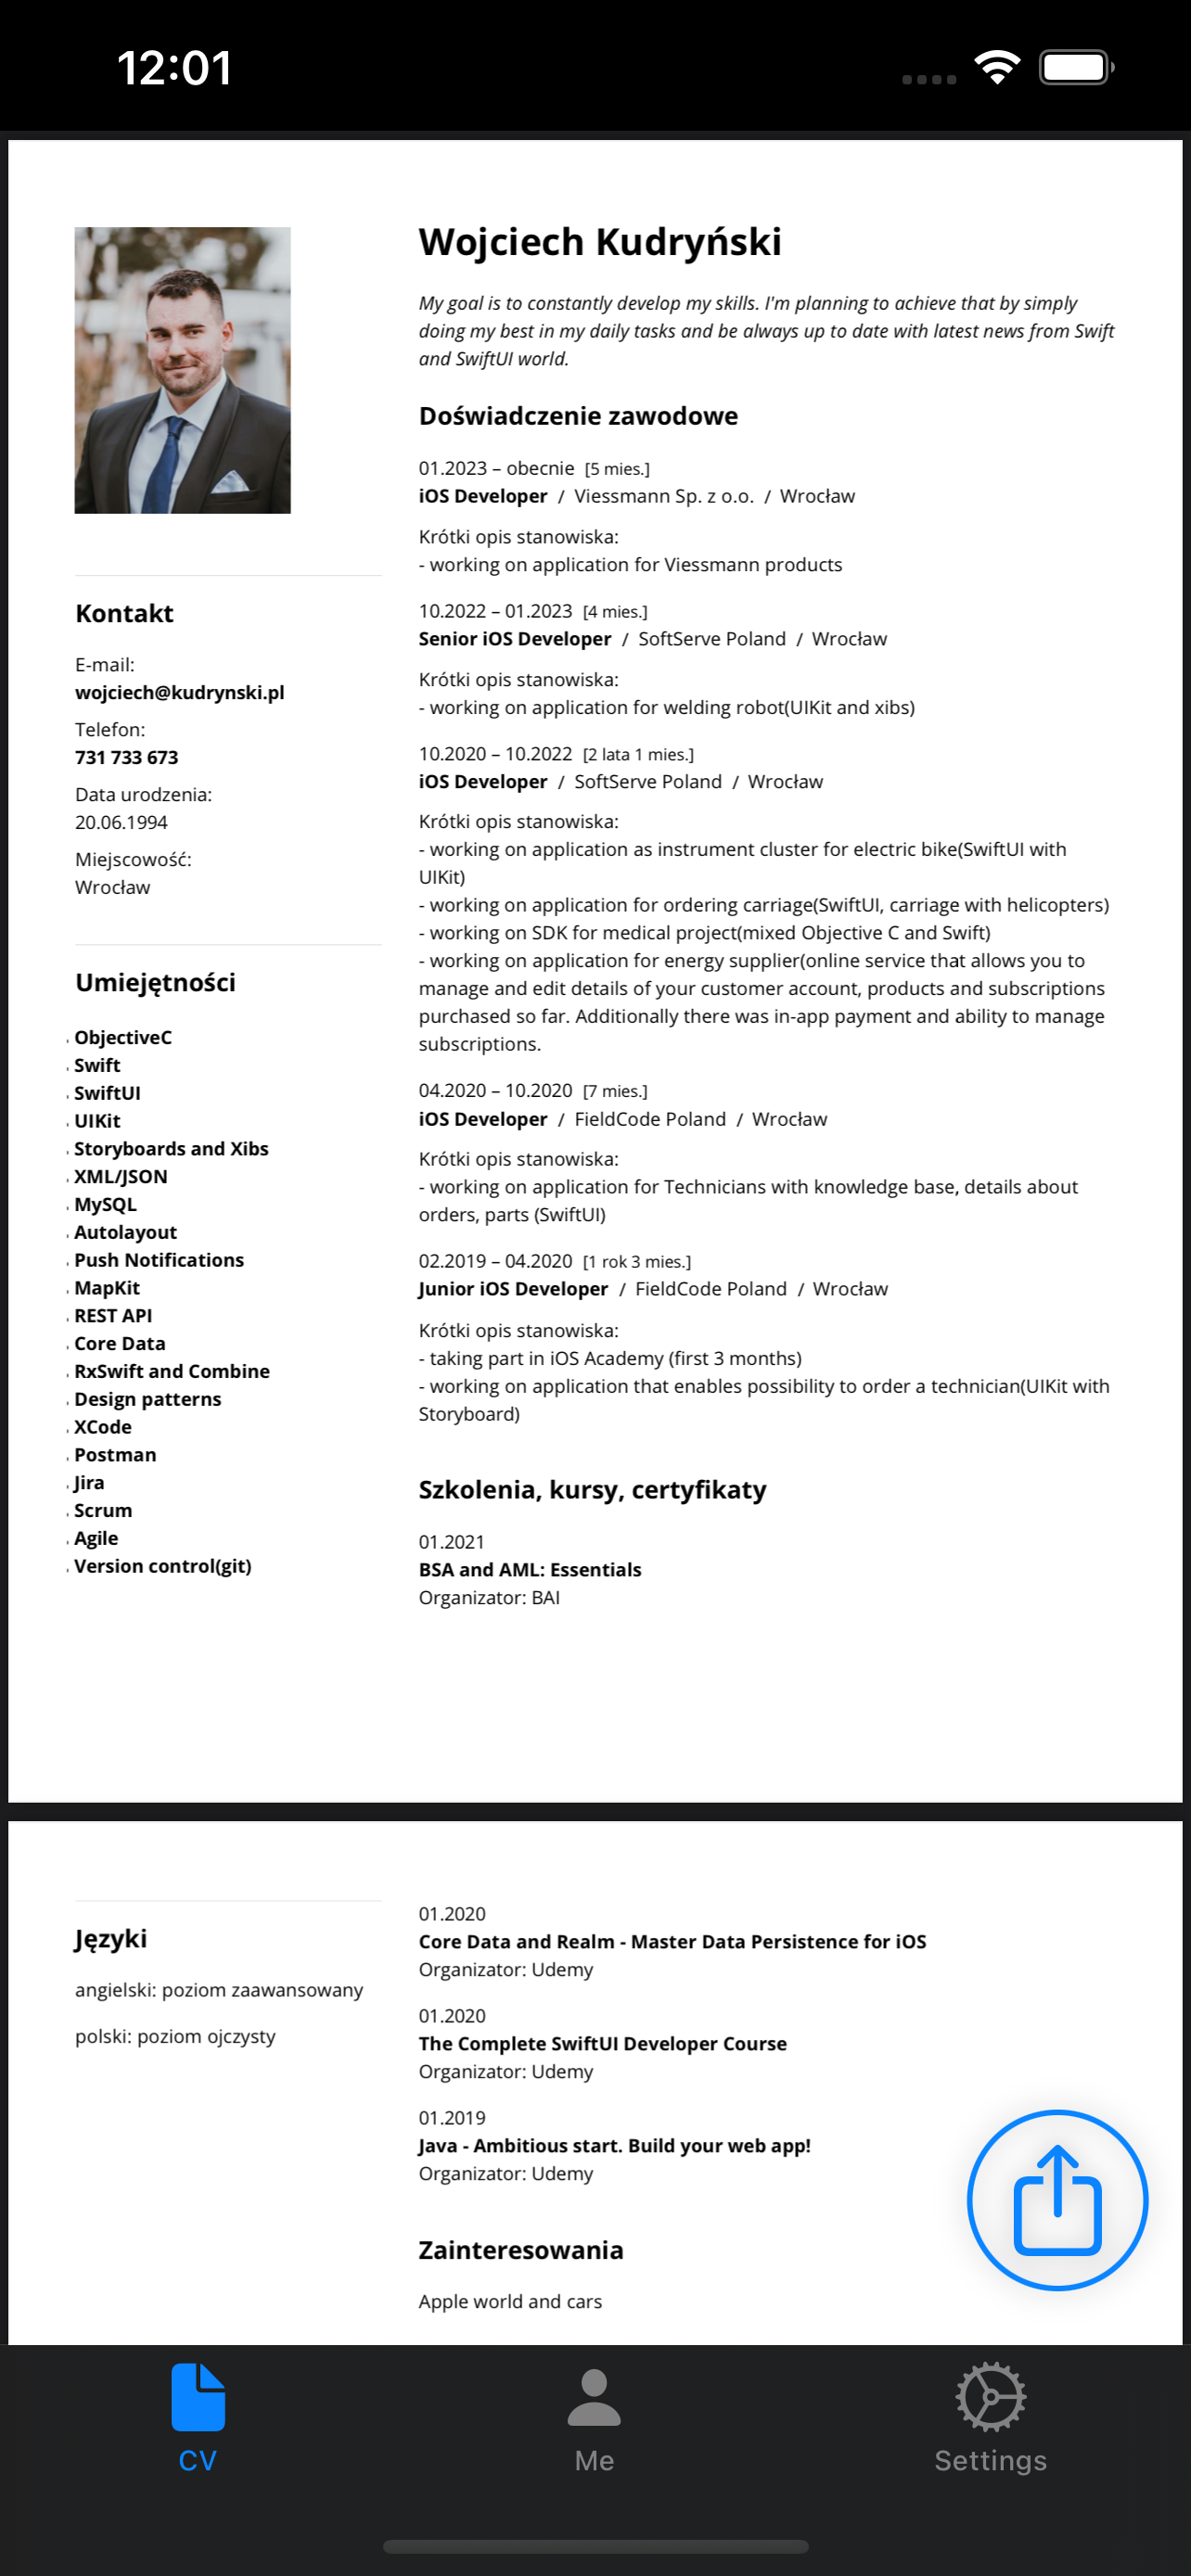 12:01
Wojciech Kudryński
My goal is to constantly develop my skills. I'm planning to achieve that by simply
doing my best in my daily tasks and be always up to date with latest news from Swift
and SwiftUI world.
Kontakt
E-mail:
wojciech@kudrynski.pl
Telefon:
731 733 673
Data urodzenia:
20.06.1994
Miejscowość:
Wrocław
Umiejętności
ObjectiveC
Swift
SwiftUI
UIKit
Storyboards and Xibs
XML/JSON
MySQL
Autolayout
Push Notifications
MapKit
REST API
Core Data
RxSwift and Combine
Design patterns
XCode
Postman
Jira
Scrum
Agile
Version control(git)
Doświadczenie zawodowe
01.2023 – obecnie [5 mies.]
iOS Developer / Viessmann Sp. z o.o. / Wrocław
Krótki opis stanowiska:
- working on application for Viessmann products
10.2022 – 01.2023 [4 mies.]
Senior iOS Developer / SoftServe Poland / Wrocław
Krótki opis stanowiska:
- working on application for welding robot(UIKit and xibs)
10.2020 – 10.2022 [2 lata 1 mies.]
iOS Developer / SoftServe Poland / Wrocław
Krótki opis stanowiska:
- working on application as instrument cluster for electric bike(SwiftUI with
UIKit)
- working on application for ordering carriage(SwiftUI, carriage with helicopters)
- working on SDK for medical project(mixed Objective C and Swift)
- working on application for energy supplier(online service that allows you to
manage and edit details of your customer account, products and subscriptions
purchased so far. Additionally there was in-app payment and ability to manage
subscriptions.
04.2020 – 10.2020 [7 mies.]
iOS Developer / FieldCode Poland / Wrocław
Krótki opis stanowiska:
- working on application for Technicians with knowledge base, details about
orders, parts (SwiftUI)
02.2019 – 04.2020 [1 rok 3 mies.]
Junior iOS Developer / FieldCode Poland / Wrocław
Krótki opis stanowiska:
- taking part in iOS Academy (first 3 months)
- working on application that enables possibility to order a technician(UIKit with
Storyboard)
Szkolenia, kursy, certyfikaty
01.2021
BSA and AML: Essentials
Organizator: BAI
Języki
angielski: poziom zaawansowany
polski: poziom ojczysty
01.2020
Core Data and Realm - Master Data Persistence for iOS
Organizator: Udemy
01.2020
The Complete SwiftUI Developer Course
Organizator: Udemy
01.2019
Java - Ambitious start. Build your web app!
Organizator: Udemy
Zainteresowania
Apple world and cars
CV
Me
Settings